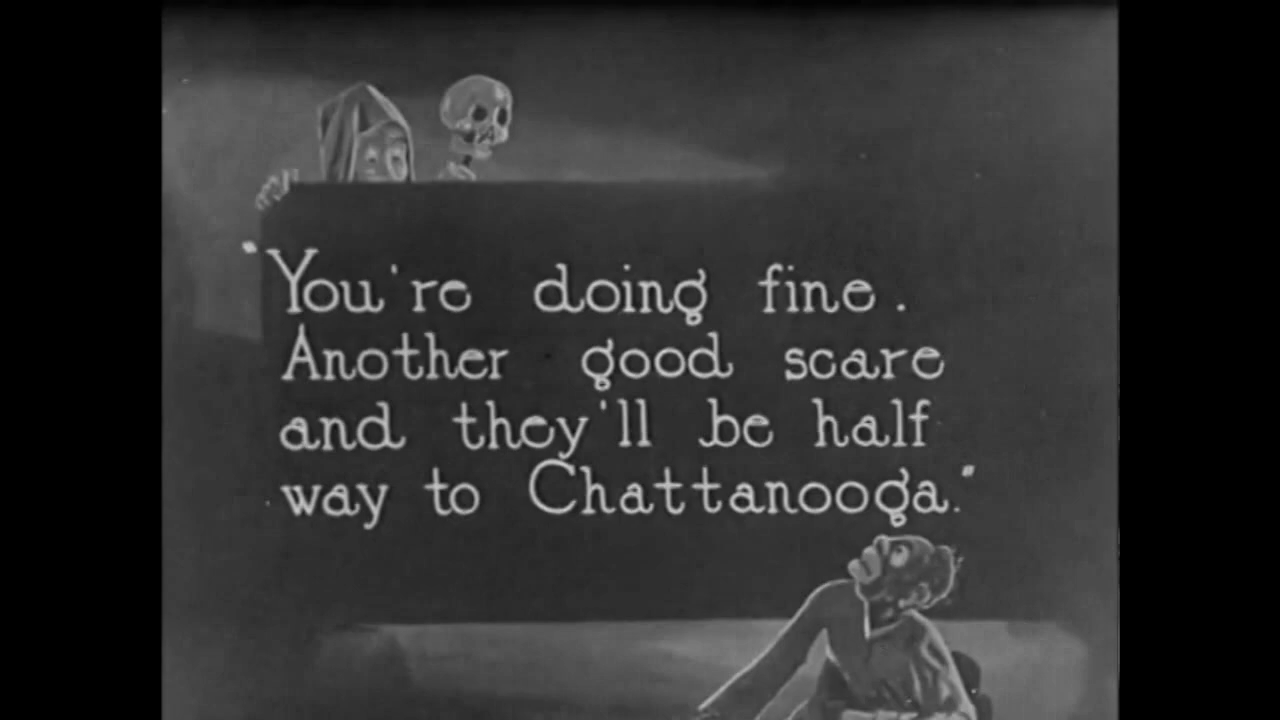 "You're doing fine.
Another good scare
and they'll be half
way to Chattanooga."